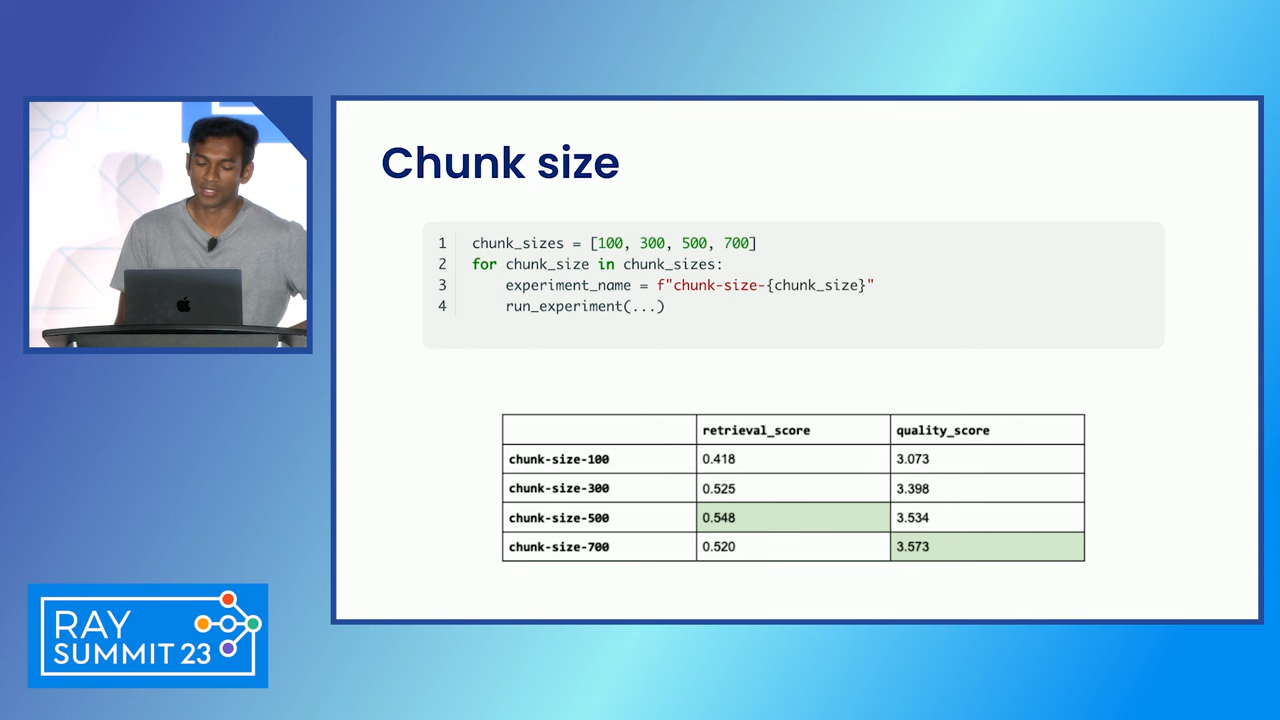 Chunk size
1 chunk_sizes = [100, 300, 500, 700]
2 for chunk_size in chunk_sizes:
3 experiment_name = f"chunk-size-{chunk_size}"
4 run_experiment(...)
retrieval_score quality_score
chunk-size-100 0.418 3.073
chunk-size-300 0.525 3.398
chunk-size-500 0.548 3.534
chunk-size-700 0.520 3.573
RAY
SUMMIT 23